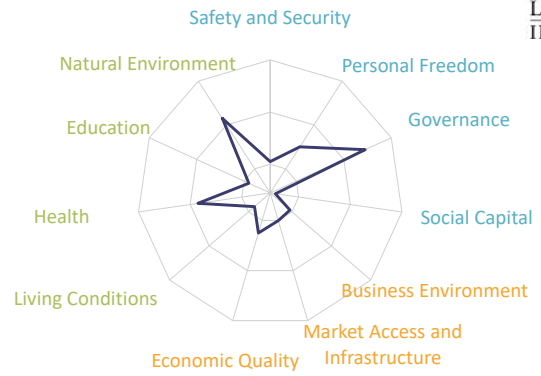 Safety and Security
Natural Environment
Personal Freedom
Education
Governance
Health
Social Capital
Living Conditions
Business Environment
Market Access and
Infrastructure
Economic Quality